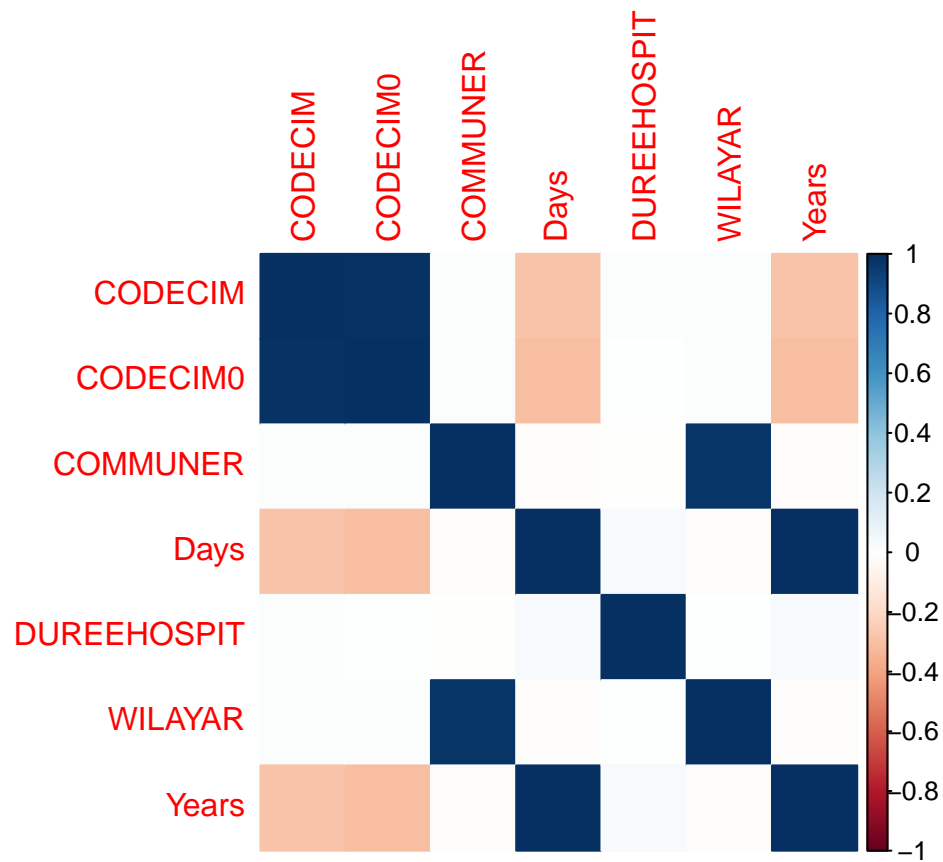 CODECIM
CODECIM0
COMMUNER
Days
DUREEHOSPIT
WILAYAR
Years
CODECIM
CODECIM0
COMMUNER
Days
DUREEHOSPIT
WILAYAR
Years
1
0.8
0.6
0.4
0.2
0
−0.2
−0.4
−0.6
−0.8
−1